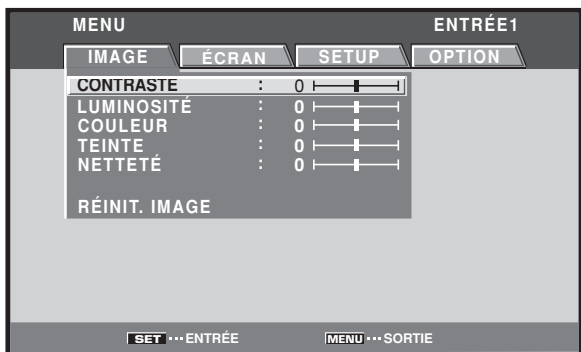 MENU ENTRÉE1
IMAGE ÉCRAN SETUP OPTION
CONTRASTE : 0
LUMINOSITÉ : 0
COULEUR : 0
TEINTE : 0
NETTETÉ : 0
RÉINIT. IMAGE
SET ··· ENTRÉE MENU ··· SORTIE